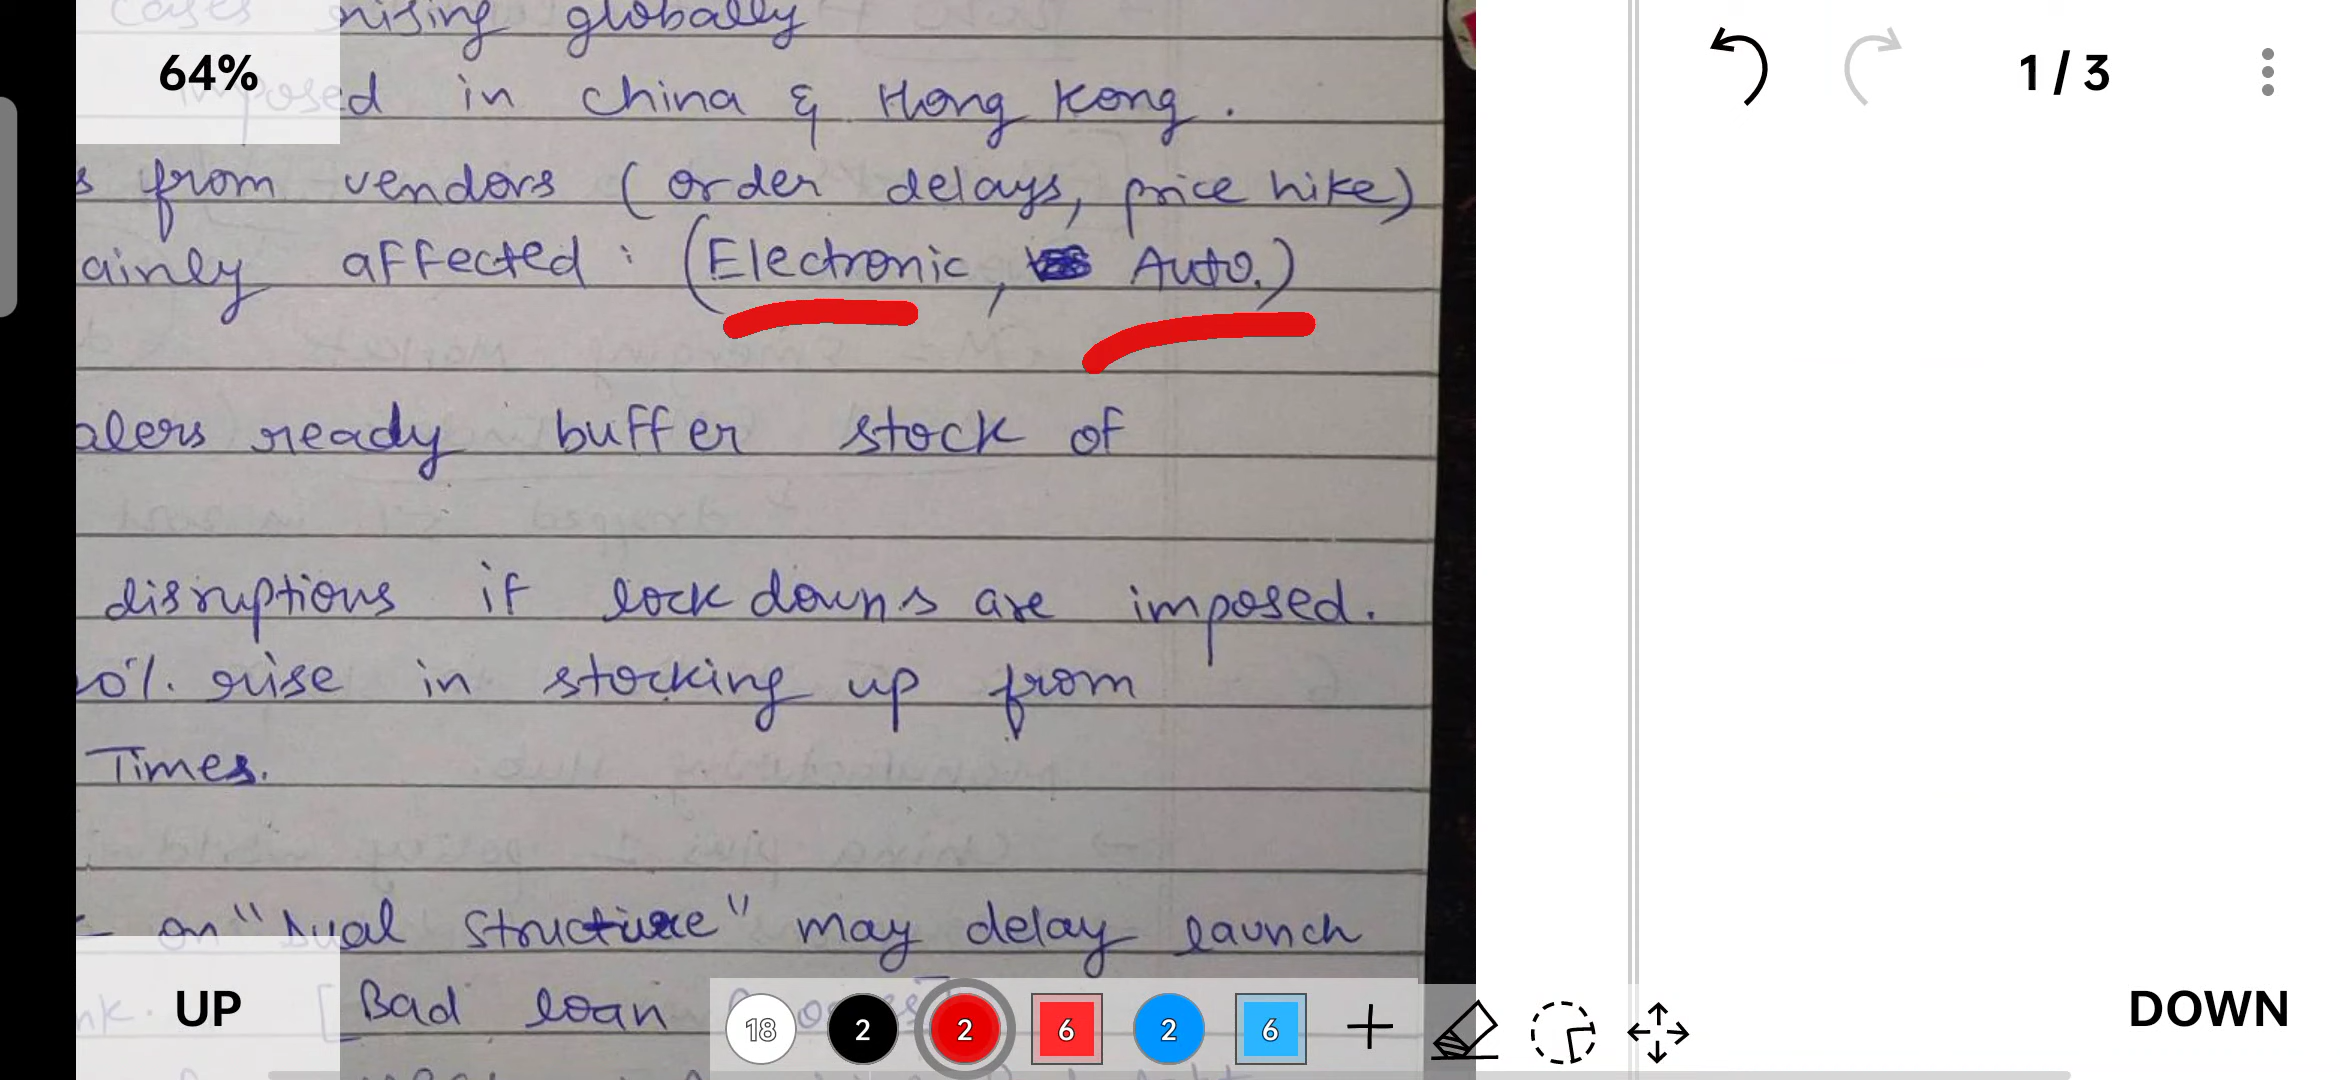 cases rising globally
64%
imposed in china & Hong Kong.
s from vendors (order delays, price hike)
ainly affected : (Electronic, Auto.)
alers ready buffer stock of
disruptions if lockdowns are imposed.
0% rise in stocking up from
Times.
on "Dual Structure" may delay launch
nk. [Bad loan
1 / 3
UP
18 2 2 6 2 6 +
DOWN